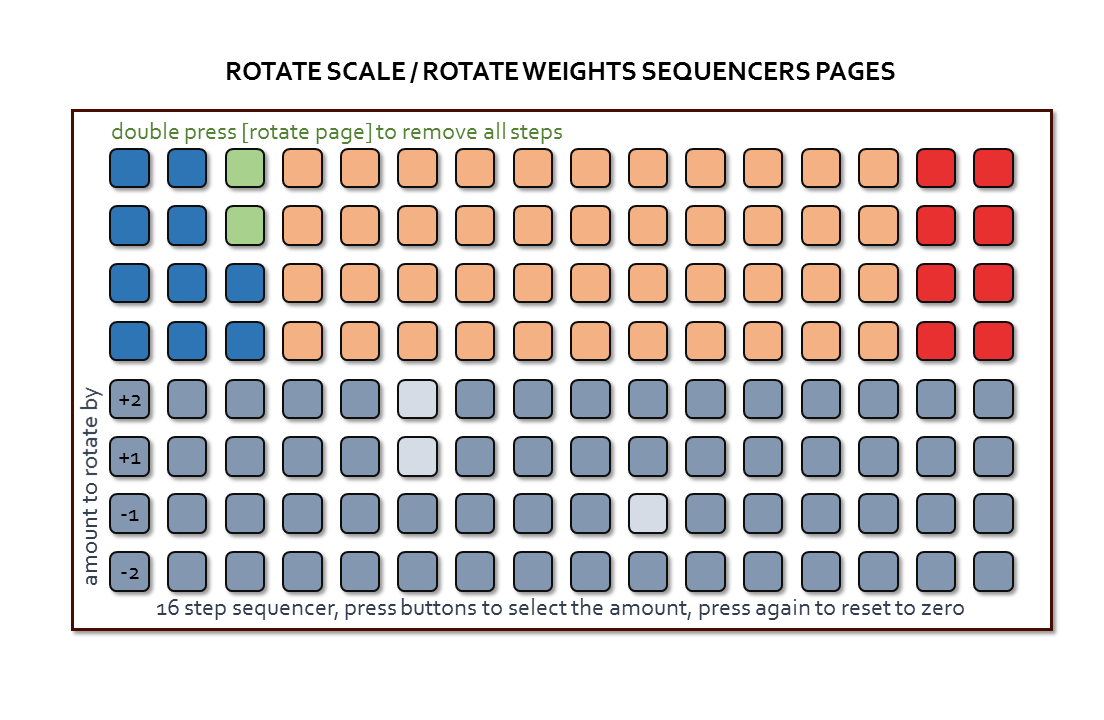 ROTATE SCALE / ROTATE WEIGHTS SEQUENCERS PAGES
double press [rotate page] to remove all steps
amount to rotate by
+2
+1
-1
-2
16 step sequencer, press buttons to select the amount, press again to reset to zero